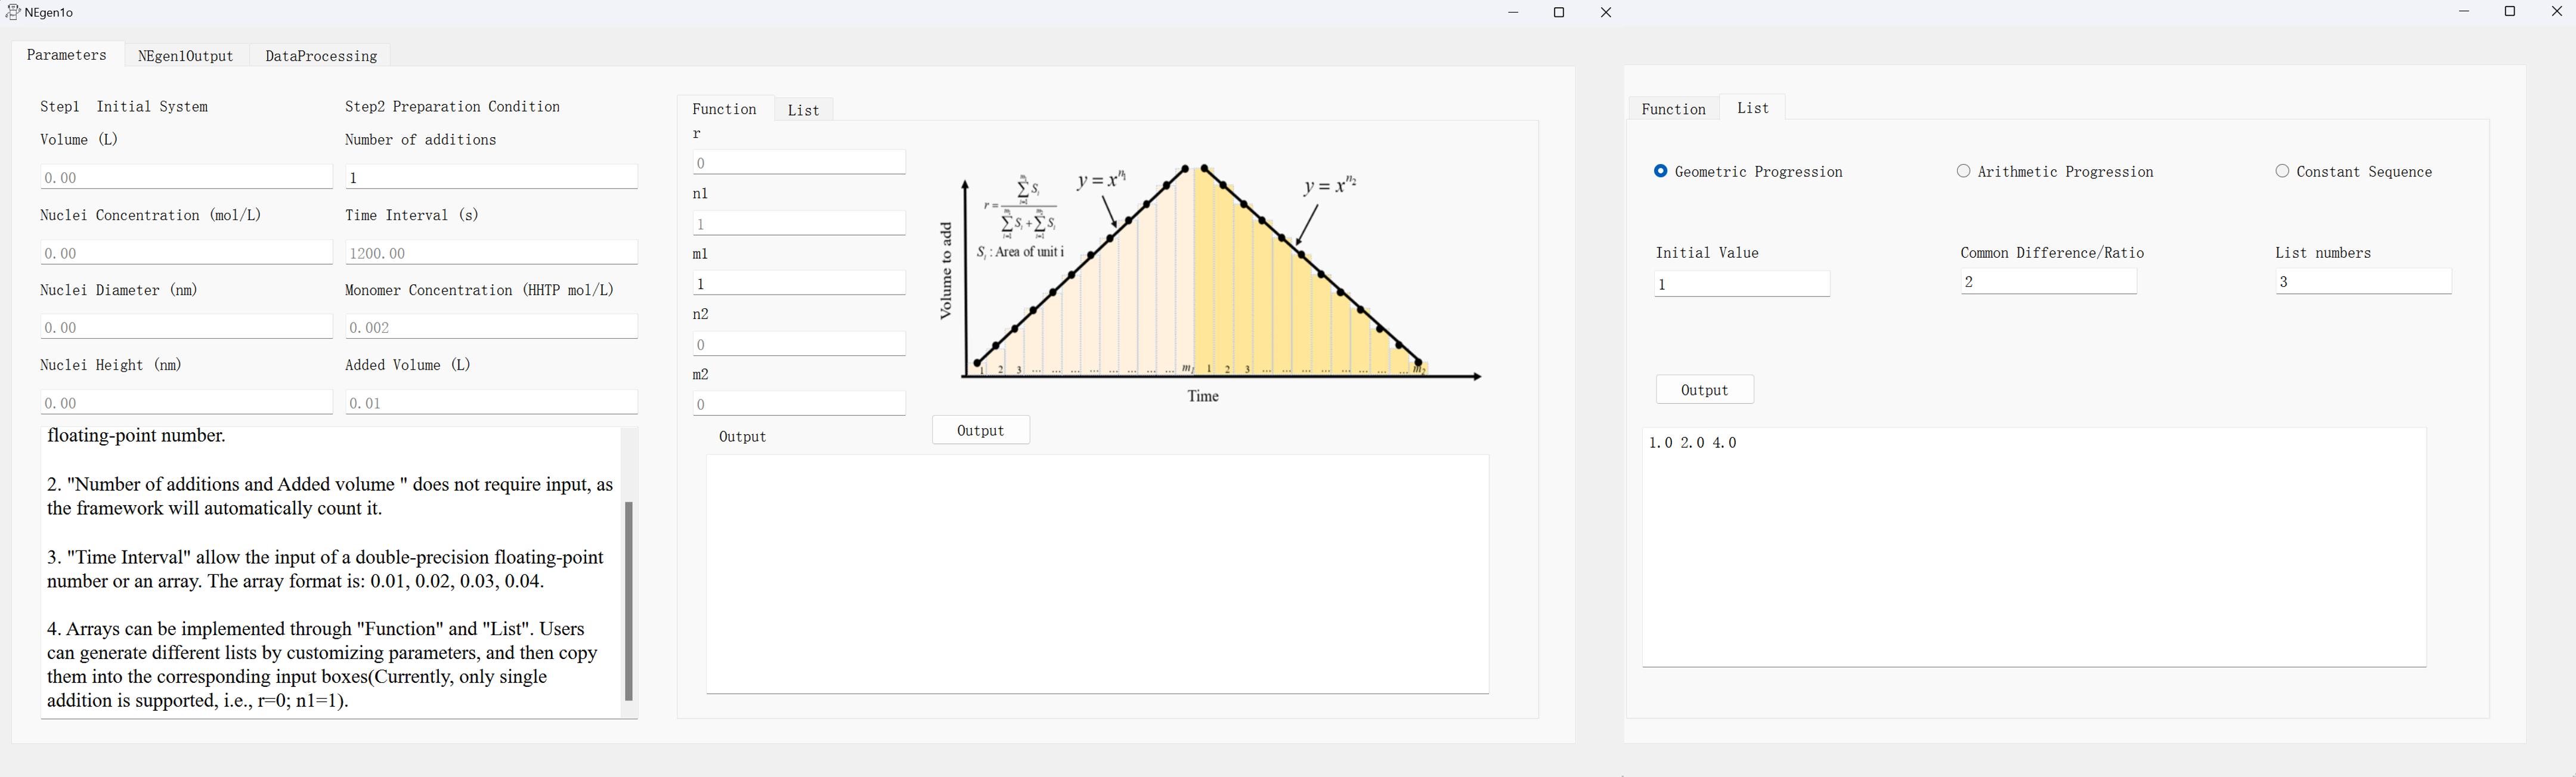 NEgen1o
Parameters
NEgen1Output
DataProcessing
Step1  Initial System
Volume (L)
0.00
Nuclei Concentration (mol/L)
0.00
Nuclei Diameter (nm)
0.00
Nuclei Height (nm)
0.00
Step2 Preparation Condition
Number of additions
1
Time Interval (s)
1200.00
Monomer Concentration (HHTP mol/L)
0.002
Added Volume (L)
0.01
floating-point number.
2. "Number of additions and Added volume " does not require input, as
the framework will automatically count it.
3. "Time Interval" allow the input of a double-precision floating-point
number or an array. The array format is: 0.01, 0.02, 0.03, 0.04.
4. Arrays can be implemented through "Function" and "List". Users
can generate different lists by customizing parameters, and then copy
them into the corresponding input boxes(Currently, only single
addition is supported, i.e., r=0; n1=1).
Function
List
r
0
n1
1
m1
1
n2
0
m2
0
Output
Output
Volume to add
r = ∑ S_i / (∑ S_i + ∑ S_i)
S_i : Area of unit i
y = x^n1
y = x^n2
1 2 3 ... ... ... ... ... ... ... m1 1 2 3 ... ... ... ... ... ... ... m2
Time
Function
List
Geometric Progression
Arithmetic Progression
Constant Sequence
Initial Value
Common Difference/Ratio
List numbers
1
2
3
Output
1.0 2.0 4.0